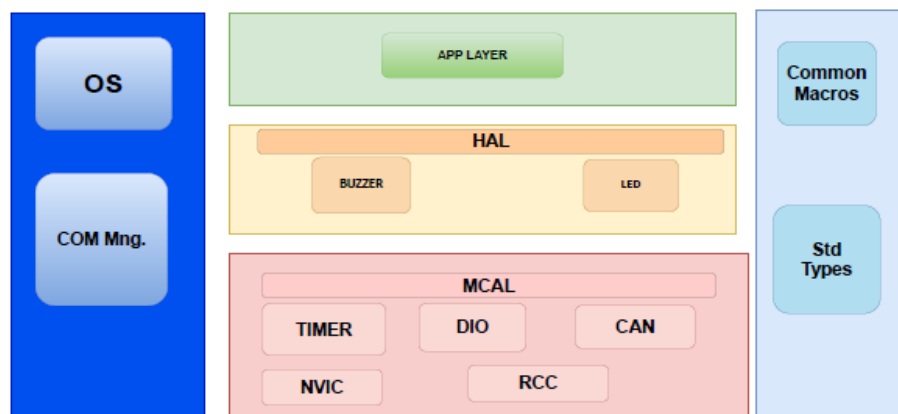 OS
COM Mng.
APP LAYER
HAL
BUZZER
LED
MCAL
TIMER
DIO
CAN
NVIC
RCC
Common
Macros
Std
Types